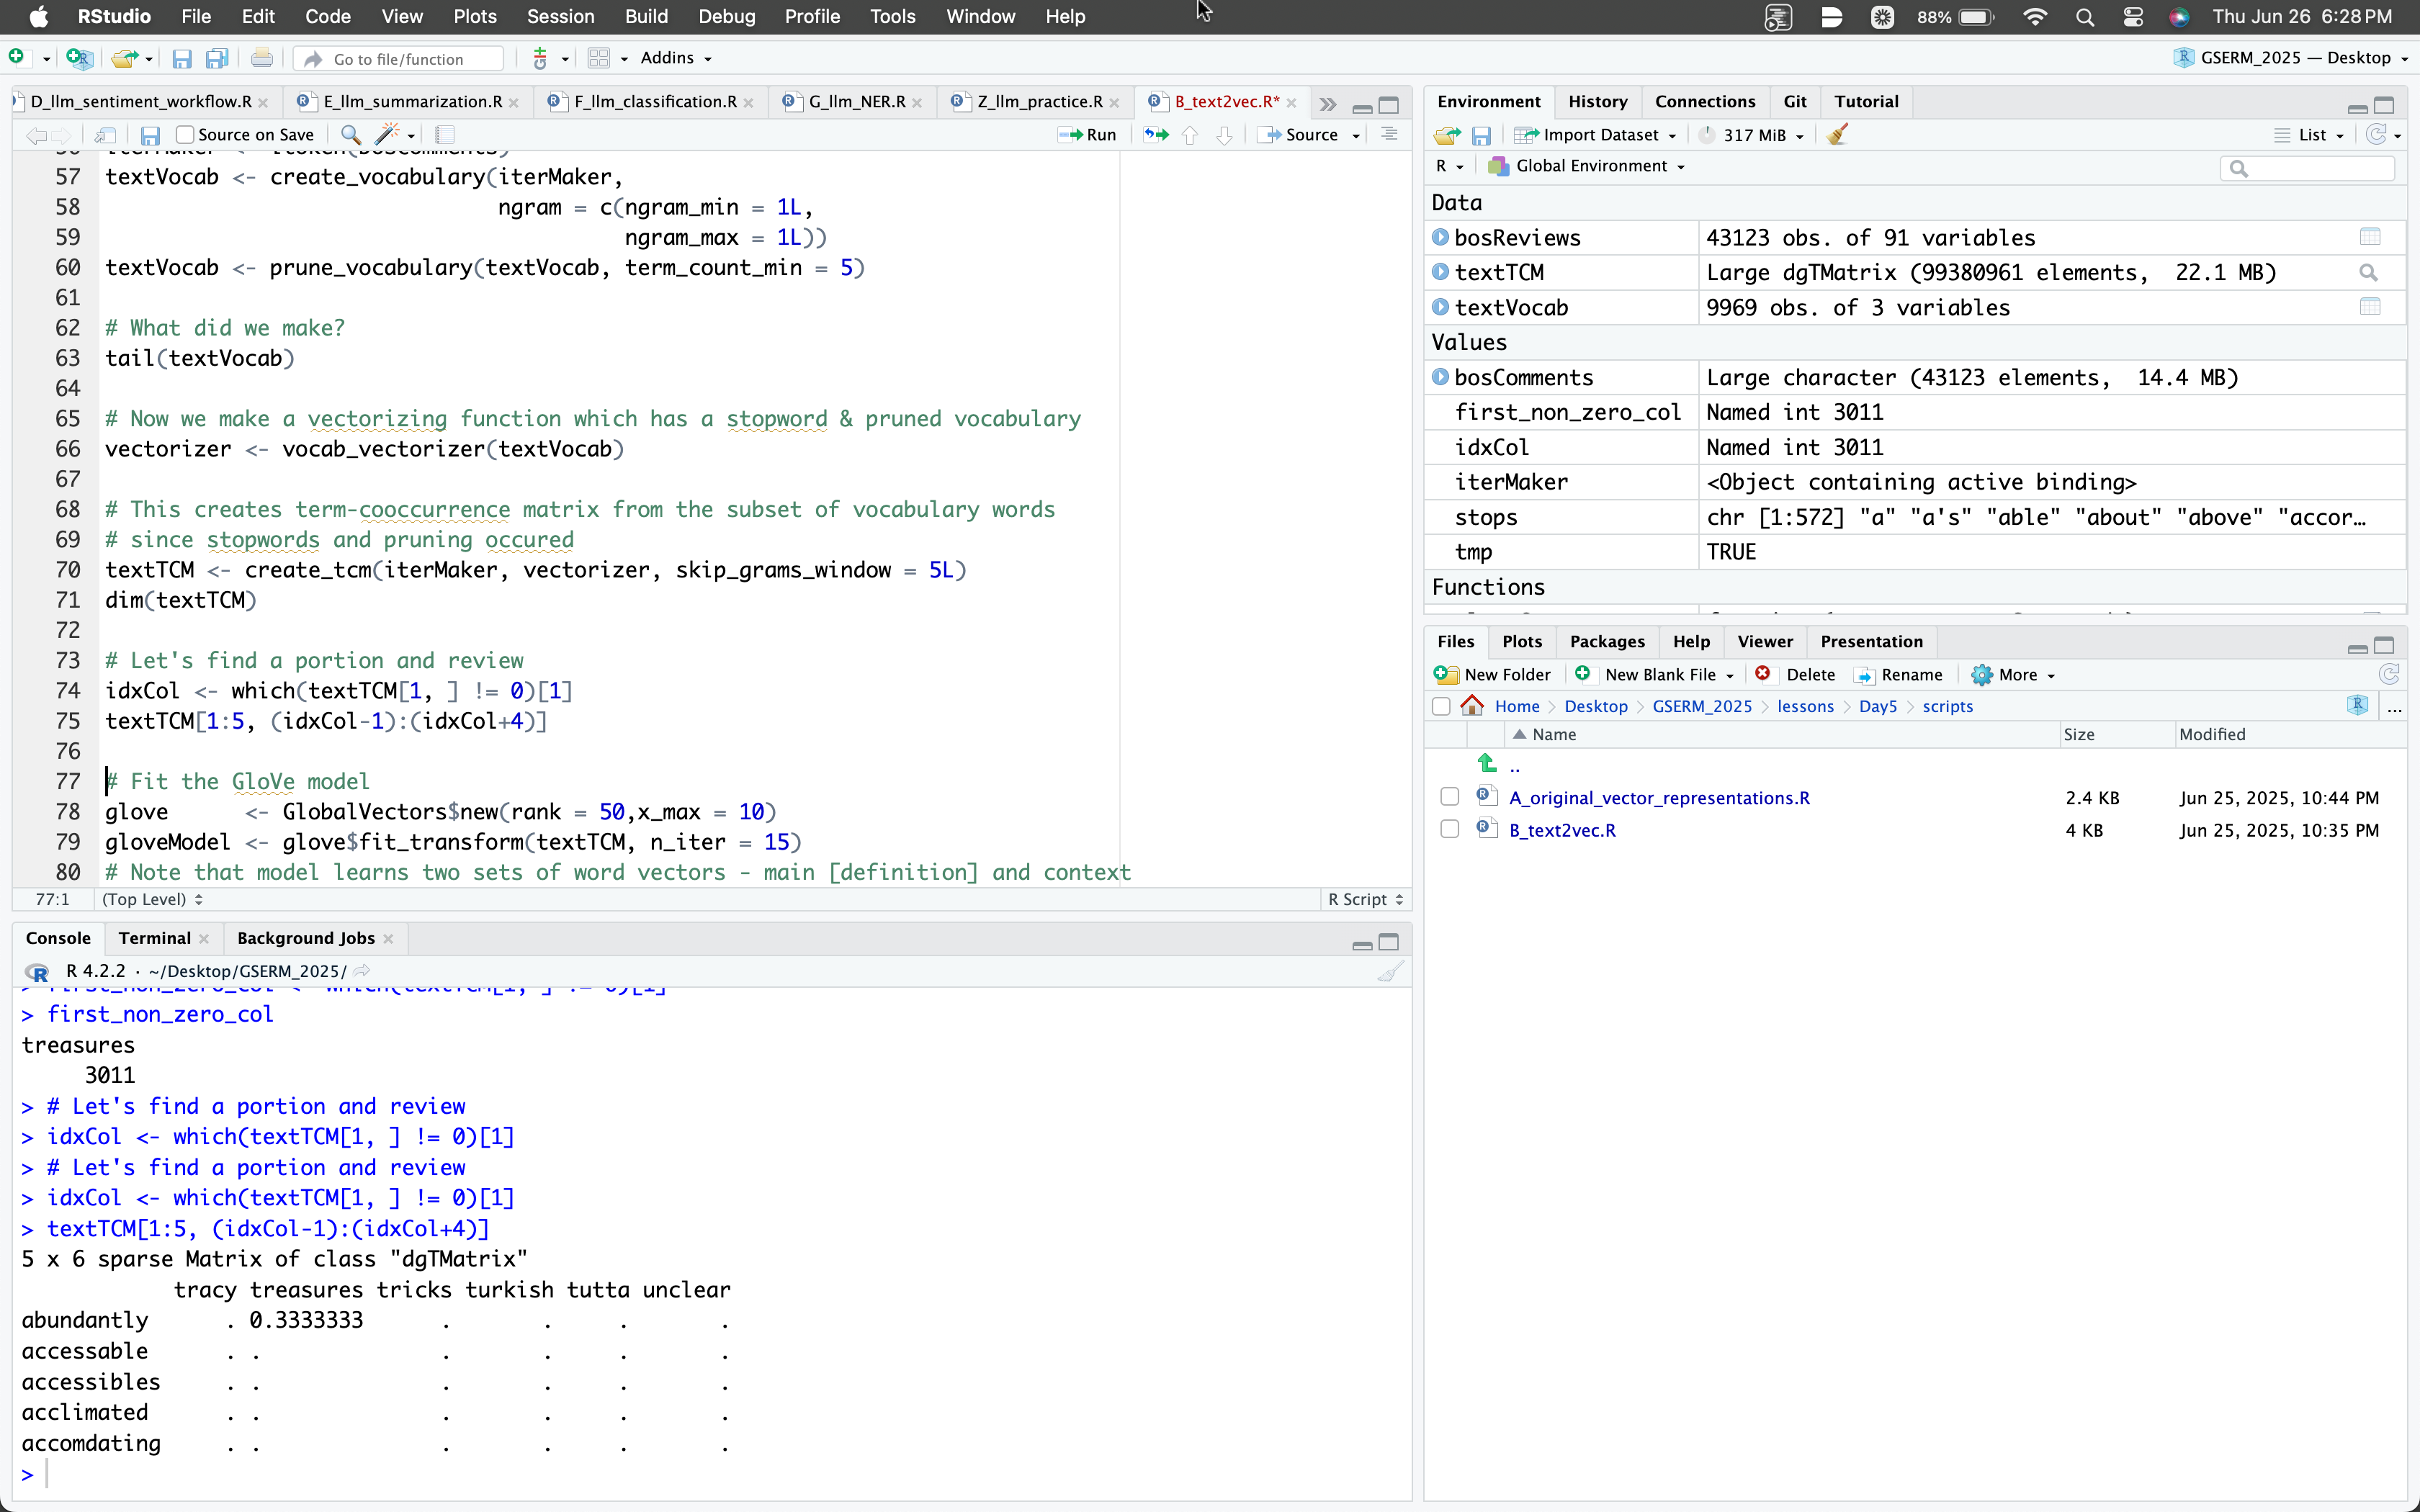 RStudio File Edit Code View Plots Session Build Debug Profile Tools Window Help 88% Thu Jun 26 6:28 PM
Go to file/function Addins GSERM_2025 — Desktop
D_llm_sentiment_workflow.R E_llm_summarization.R F_llm_classification.R G_llm_NER.R Z_llm_practice.R B_text2vec.R*
Source on Save Run Source
57 textVocab <- create_vocabulary(iterMaker,
58 ngram = c(ngram_min = 1L,
59 ngram_max = 1L))
60 textVocab <- prune_vocabulary(textVocab, term_count_min = 5)
61
62 # What did we make?
63 tail(textVocab)
64
65 # Now we make a vectorizing function which has a stopword & pruned vocabulary
66 vectorizer <- vocab_vectorizer(textVocab)
67
68 # This creates term-cooccurrence matrix from the subset of vocabulary words
69 # since stopwords and pruning occured
70 textTCM <- create_tcm(iterMaker, vectorizer, skip_grams_window = 5L)
71 dim(textTCM)
72
73 # Let's find a portion and review
74 idxCol <- which(textTCM[1, ] != 0)[1]
75 textTCM[1:5, (idxCol-1):(idxCol+4)]
76
77 # Fit the GloVe model
78 glove <- GlobalVectors$new(rank = 50,x_max = 10)
79 gloveModel <- glove$fit_transform(textTCM, n_iter = 15)
80 # Note that model learns two sets of word vectors - main [definition] and context
77:1 (Top Level) R Script
Console Terminal Background Jobs
R 4.2.2 · ~/Desktop/GSERM_2025/
> first_non_zero_col <- which(textTCM[1, ] != 0)[1]
> first_non_zero_col
treasures
3011
> # Let's find a portion and review
> idxCol <- which(textTCM[1, ] != 0)[1]
> # Let's find a portion and review
> idxCol <- which(textTCM[1, ] != 0)[1]
> textTCM[1:5, (idxCol-1):(idxCol+4)]
5 x 6 sparse Matrix of class "dgTMatrix"
tracy treasures tricks turkish tutta unclear
abundantly . 0.3333333 . . . .
accessable . . . . . .
accessibles . . . . . .
acclimated . . . . . .
accomdating . . . . . .
>
Environment History Connections Git Tutorial
Import Dataset 317 MiB List
R Global Environment
Data
bosReviews 43123 obs. of 91 variables
textTCM Large dgTMatrix (99380961 elements, 22.1 MB)
textVocab 9969 obs. of 3 variables
Values
bosComments Large character (43123 elements, 14.4 MB)
first_non_zero_col Named int 3011
idxCol Named int 3011
iterMaker <Object containing active binding>
stops chr [1:572] "a" "a's" "able" "about" "above" "accor…
tmp TRUE
Functions
Files Plots Packages Help Viewer Presentation
New Folder New Blank File Delete Rename More
Home Desktop GSERM_2025 lessons Day5 scripts ...
Name Size Modified
..
A_original_vector_representations.R 2.4 KB Jun 25, 2025, 10:44 PM
B_text2vec.R 4 KB Jun 25, 2025, 10:35 PM